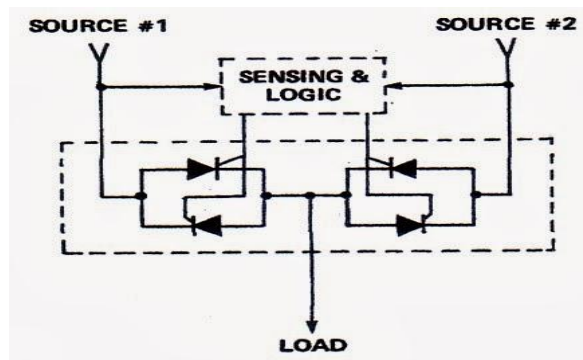 SOURCE #1
SOURCE #2
SENSING &
LOGIC
LOAD